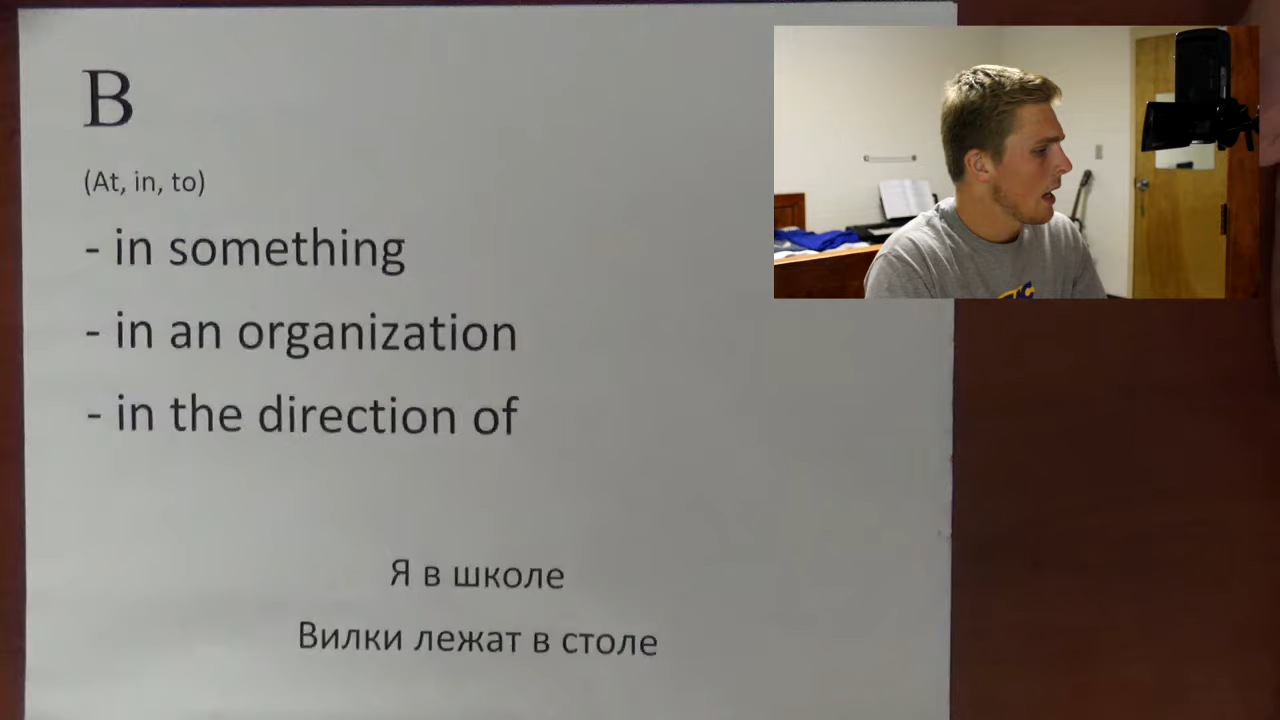 В
(At, in, to)
- in something
- in an organization
- in the direction of
Я в школе
Вилки лежат в столе